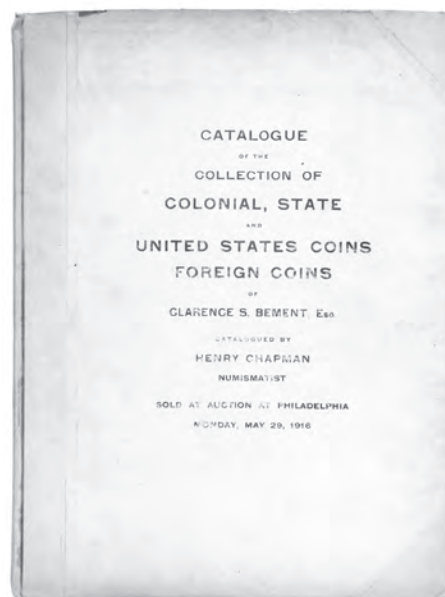 CATALOGUE
OF THE
COLLECTION OF
COLONIAL, STATE
AND
UNITED STATES COINS
FOREIGN COINS
OF
CLARENCE S. BEMENT, ESQ
CATALOGUED BY
HENRY CHAPMAN
NUMISMATIST
SOLD AT AUCTION AT PHILADELPHIA
MONDAY, MAY 29, 1916